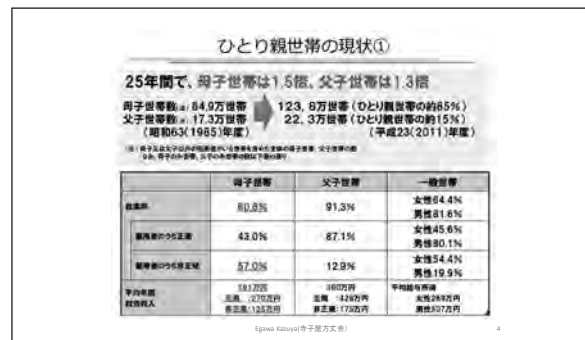 ひとり親世帯の現状①
25年間で、母子世帯は1.5倍、父子世帯は1.3倍
母子世帯数(注) 84.9万世帯 123.8万世帯(ひとり親世帯の約85%)
父子世帯数(注) 17.3万世帯 22.3万世帯(ひとり親世帯の約15%)
(昭和63(1985)年度) (平成23(2011)年度)
母子世帯 父子世帯 一般世帯
就業率 80.6% 91.3% 女性64.4%
男性81.6%
雇用者のうち正規 43.0% 87.1% 女性45.6%
男性80.1%
雇用者のうち非正規 57.0% 12.9% 女性54.4%
男性19.9%
平均年間就労収入 181万円 360万円 平均給与所得
正規 :270万円 正規 :426万円 女性269万円
非正規:125万円 非正規:175万円 男性507万円
Egawa Kazuya(寺子屋方丈舎)
4